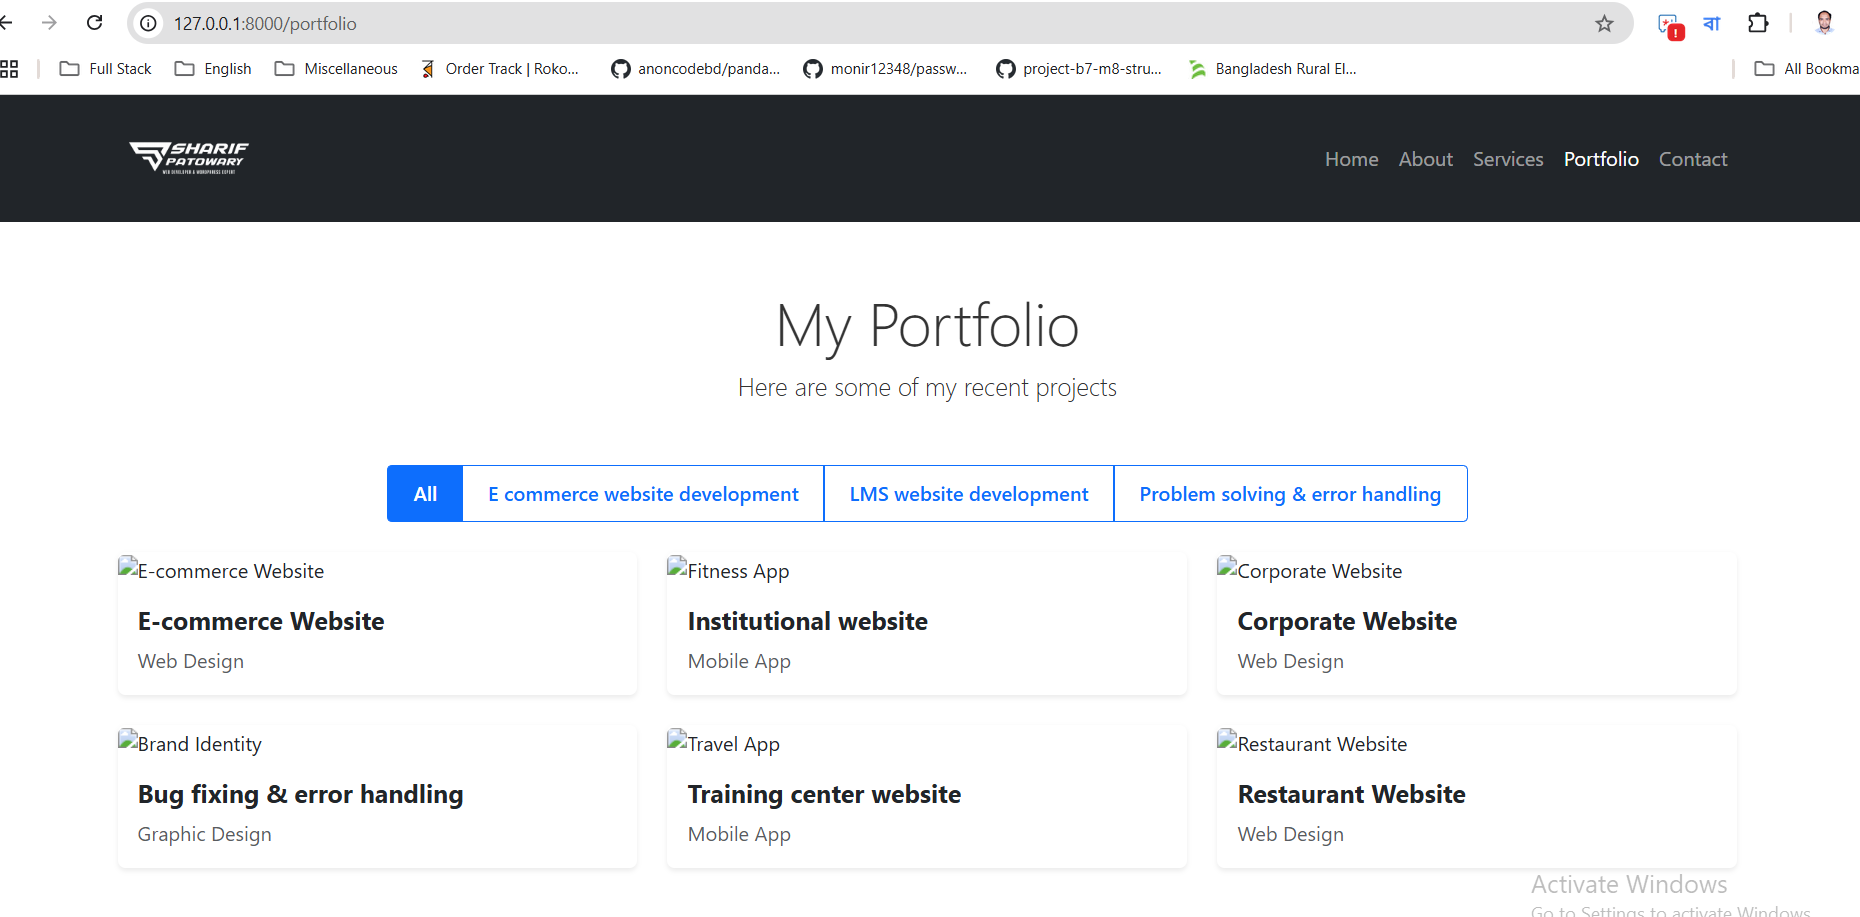 127.0.0.1:8000/portfolio
বা
Full Stack
English
Miscellaneous
Order Track | Roko...
anoncodebd/panda...
monir12348/passw...
project-b7-m8-stru...
Bangladesh Rural El...
All Bookma
SHARIF
PATOWARY
WEB DEVELOPER & WORDPRESS EXPERT
Home
About
Services
Portfolio
Contact
My Portfolio
Here are some of my recent projects
All
E commerce website development
LMS website development
Problem solving & error handling
E-commerce Website
E-commerce Website
Web Design
Fitness App
Institutional website
Mobile App
Corporate Website
Corporate Website
Web Design
Brand Identity
Bug fixing & error handling
Graphic Design
Travel App
Training center website
Mobile App
Restaurant Website
Restaurant Website
Web Design
Activate Windows
Go to Settings to activate Windows.